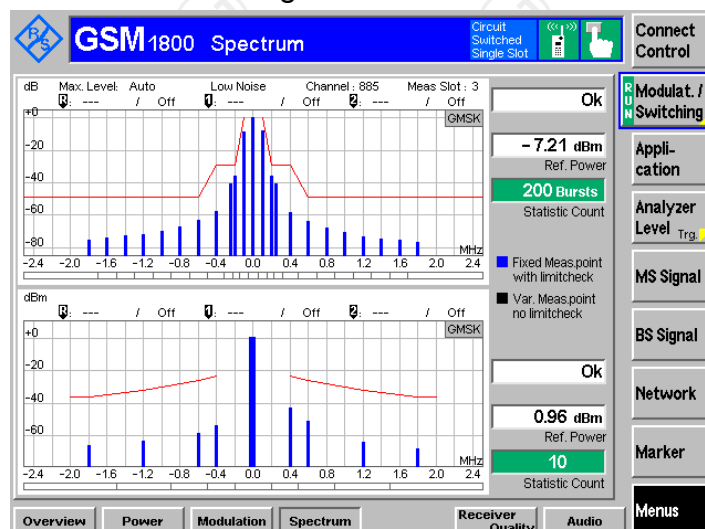 R&S
GSM 1800 Spectrum
Circuit Switched Single Slot
Connect Control
dB Max. Level: Auto Low Noise Channel : 885 Meas Slot : 3
R: --- / Off 1: --- / Off 2: --- / Off
GMSK
+0
-20
-40
-60
-80
MHz
-2.4 -2.0 -1.6 -1.2 -0.8 -0.4 0.0 0.4 0.8 1.2 1.6 2.0 2.4
Ok
-7.21 dBm
Ref. Power
200 Bursts
Statistic Count
Fixed Meas.point
with limitcheck
Var. Meas.point
no limitcheck
dBm
R: --- / Off 1: --- / Off 2: --- / Off
GMSK
+0
-20
-40
-60
MHz
-2.4 -2.0 -1.6 -1.2 -0.8 -0.4 0.0 0.4 0.8 1.2 1.6 2.0 2.4
Ok
0.96 dBm
Ref. Power
10
Statistic Count
RUN
Modulat. /
Switching
Appli-
cation
Analyzer
Level Trg.
MS Signal
BS Signal
Network
Marker
Menus
Overview Power Modulation Spectrum Receiver Quality Audio